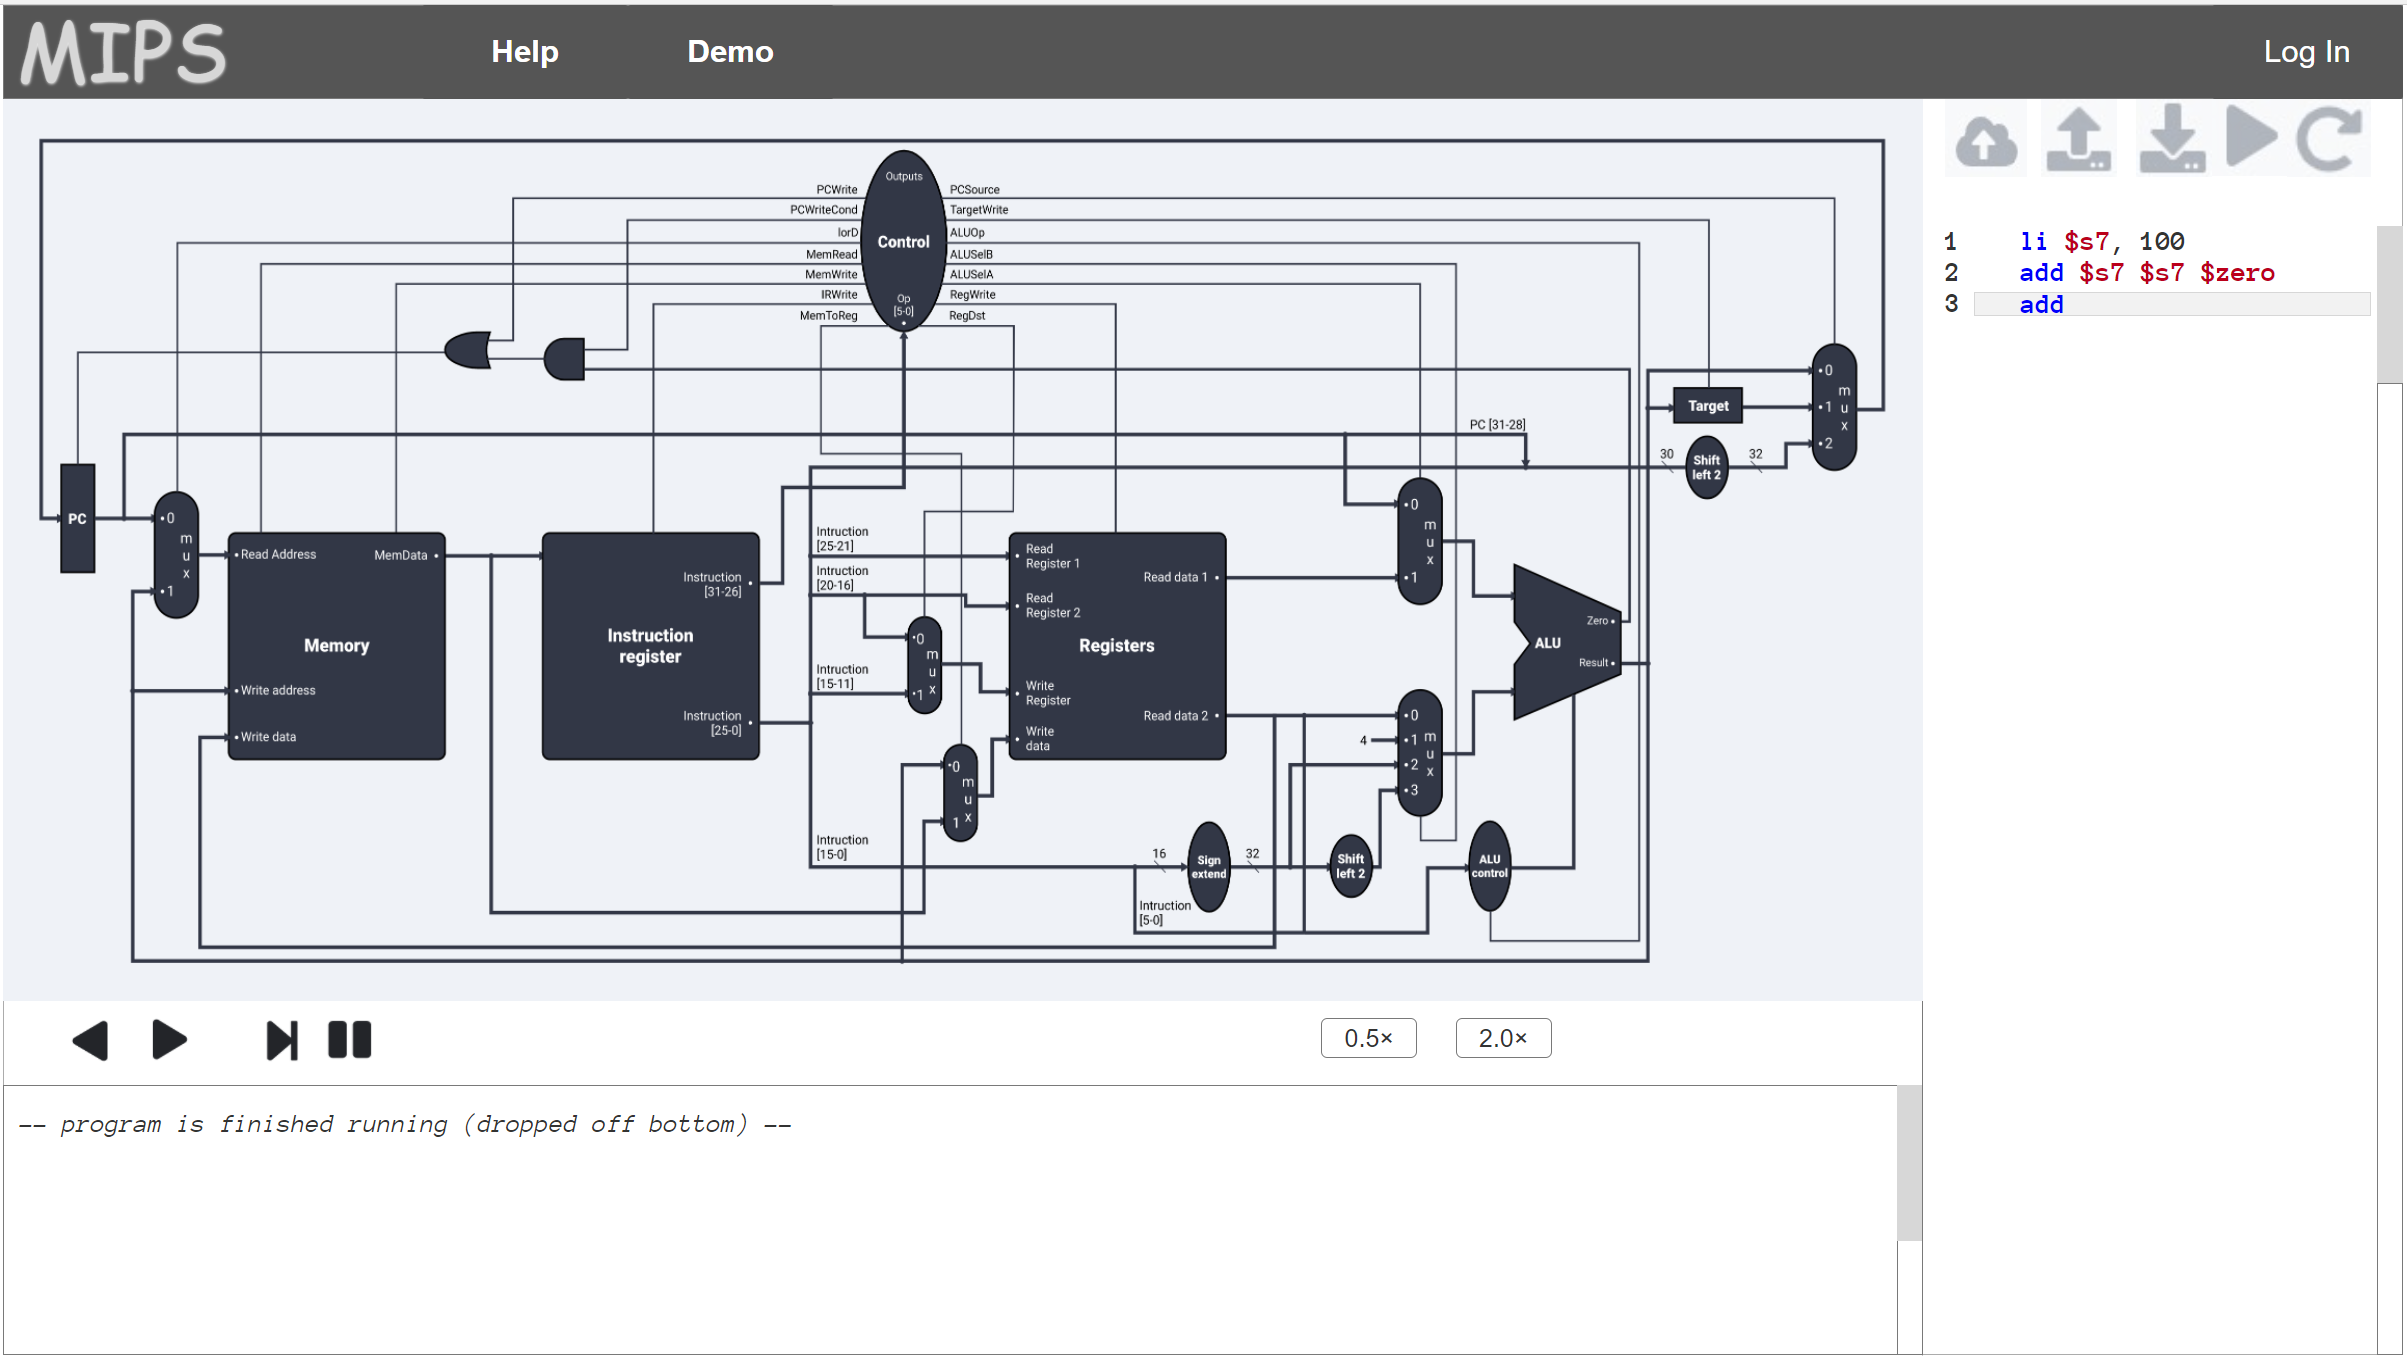 MIPS
Help
Demo
Log In
Outputs
Control
Op
[5-0]
PCWrite
PCWriteCond
IorD
MemRead
MemWrite
IRWrite
MemToReg
PCSource
TargetWrite
ALUOp
ALUSelB
ALUSelA
RegWrite
RegDst
PC
0
m
u
x
1
Read Address
MemData
Memory
Write address
Write data
Instruction
[31-26]
Instruction
register
Instruction
[25-0]
Intruction
[25-21]
Intruction
[20-16]
Intruction
[15-11]
Intruction
[15-0]
0
m
u
x
1
0
m
u
x
1
Read
Register 1
Read
Register 2
Read data 1
Registers
Write
Register
Read data 2
Write
data
16
Sign
extend
32
Intruction
[5-0]
Shift
left 2
ALU
control
PC [31-28]
0
m
u
x
1
0
4
1
m
u
2
x
3
Zero
ALU
Result
Target
30
Shift
left 2
32
0
m
1
u
x
2
1 li $s7, 100
2 add $s7 $s7 $zero
3 add
0.5×
2.0×
-- program is finished running (dropped off bottom) --